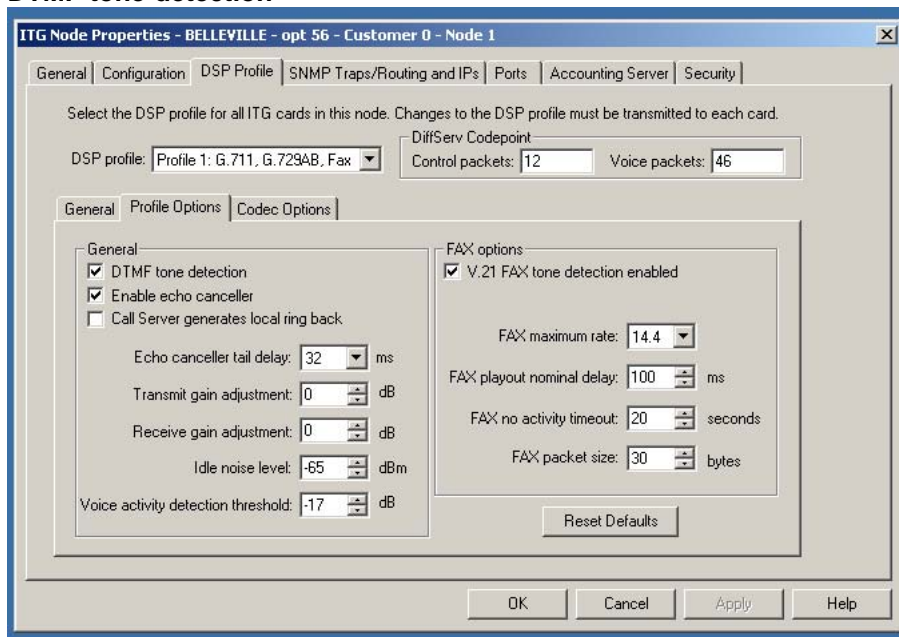 DTMF tone detection
ITG Node Properties - BELLEVILLE - opt 56 - Customer 0 - Node 1
General Configuration DSP Profile SNMP Traps/Routing and IPs Ports Accounting Server Security
Select the DSP profile for all ITG cards in this node. Changes to the DSP profile must be transmitted to each card.
DiffServ Codepoint
DSP profile: Profile 1: G.711, G.729AB, Fax Control packets: 12 Voice packets: 46
General Profile Options Codec Options
General
DTMF tone detection
Enable echo canceller
Call Server generates local ring back
Echo canceller tail delay: 32 ms
Transmit gain adjustment: 0 dB
Receive gain adjustment: 0 dB
Idle noise level: -65 dBm
Voice activity detection threshold: -17 dB
FAX options
V.21 FAX tone detection enabled
FAX maximum rate: 14.4
FAX playout nominal delay: 100 ms
FAX no activity timeout: 20 seconds
FAX packet size: 30 bytes
Reset Defaults
OK Cancel Apply Help